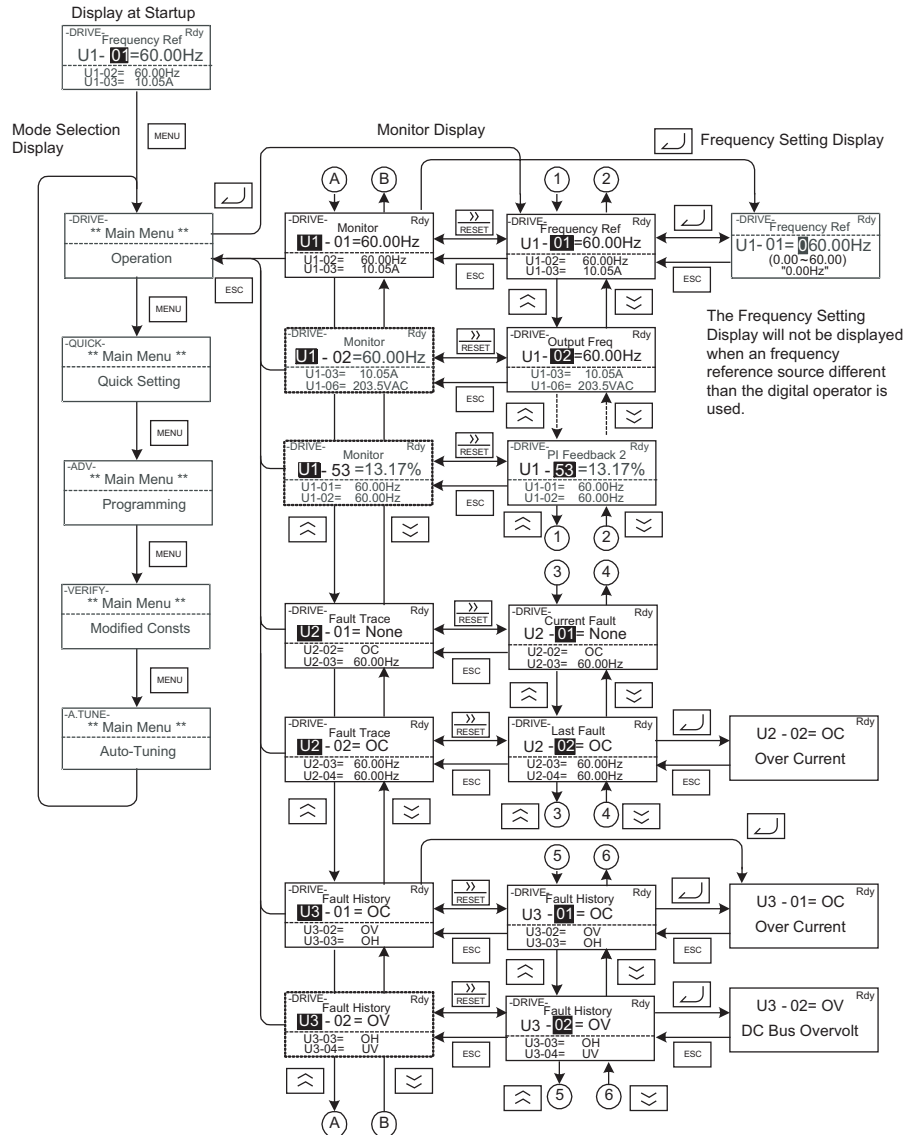 Display at Startup
-DRIVE- Rdy
Frequency Ref
U1- 01=60.00Hz
U1-02= 60.00Hz
U1-03= 10.05A
Mode Selection
Display
MENU
Monitor Display
Frequency Setting Display
A B 1 2
-DRIVE-
** Main Menu **
Operation
ESC
MENU
-QUICK-
** Main Menu **
Quick Setting
MENU
-ADV-
** Main Menu **
Programming
MENU
-VERIFY-
** Main Menu **
Modified Consts
MENU
-A.TUNE-
** Main Menu **
Auto-Tuning
-DRIVE- Rdy
Monitor
U1 - 01=60.00Hz
U1-02= 60.00Hz
U1-03= 10.05A
RESET
ESC
-DRIVE- Rdy
Frequency Ref
U1- 01=60.00Hz
U1-02= 60.00Hz
U1-03= 10.05A
ESC
-DRIVE- Rdy
Frequency Ref
U1- 01= 060.00Hz
(0.00~60.00)
"0.00Hz"
The Frequency Setting
Display will not be displayed
when an frequency
reference source different
than the digital operator is
used.
-DRIVE- Rdy
Monitor
U1 - 02=60.00Hz
U1-03= 10.05A
U1-06= 203.5VAC
RESET
ESC
-DRIVE- Rdy
Output Freq
U1- 02=60.00Hz
U1-03= 10.05A
U1-06= 203.5VAC
-DRIVE- Rdy
Monitor
U1 - 53 =13.17%
U1-01= 60.00Hz
U1-02= 60.00Hz
RESET
ESC
-DRIVE- Rdy
PI Feedback 2
U1 - 53=13.17%
U1-01= 60.00Hz
U1-02= 60.00Hz
1 2
3 4
-DRIVE- Rdy
Fault Trace
U2 - 01= None
U2-02= OC
U2-03= 60.00Hz
RESET
ESC
-DRIVE- Rdy
Current Fault
U2 - 01= None
U2-02= OC
U2-03= 60.00Hz
-DRIVE- Rdy
Fault Trace
U2 - 02= OC
U2-03= 60.00Hz
U2-04= 60.00Hz
RESET
ESC
-DRIVE- Rdy
Last Fault
U2 - 02= OC
U2-03= 60.00Hz
U2-04= 60.00Hz
ESC
Rdy
U2 - 02= OC
Over Current
3 4
5 6
-DRIVE- Rdy
Fault History
U3 - 01= OC
U3-02= OV
U3-03= OH
RESET
ESC
-DRIVE- Rdy
Fault History
U3 - 01= OC
U3-02= OV
U3-03= OH
ESC
Rdy
U3 - 01= OC
Over Current
-DRIVE- Rdy
Fault History
U3 - 02= OV
U3-03= OH
U3-04= UV
RESET
ESC
-DRIVE- Rdy
Fault History
U3 - 02= OV
U3-03= OH
U3-04= UV
ESC
Rdy
U3 - 02= OV
DC Bus Overvolt
5 6
A B